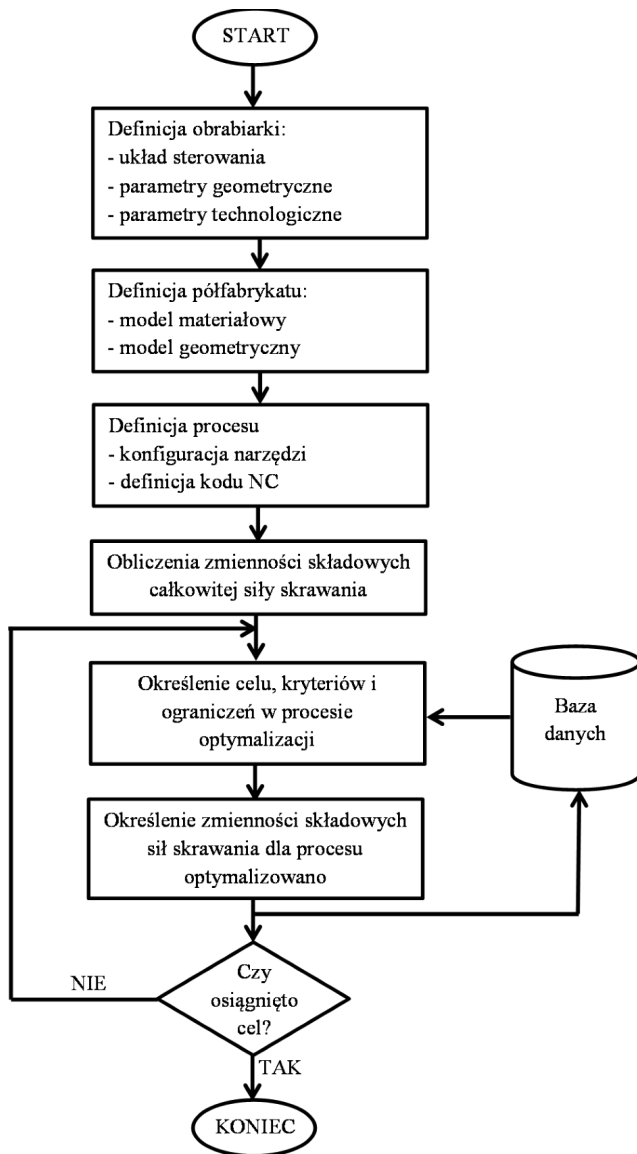 START
Definicja obrabiarki:
- układ sterowania
- parametry geometryczne
- parametry technologiczne
Definicja półfabrykatu:
- model materiałowy
- model geometryczny
Definicja procesu
- konfiguracja narzędzi
- definicja kodu NC
Obliczenia zmienności składowych
całkowitej siły skrawania
Określenie celu, kryteriów i
ograniczeń w procesie
optymalizacji
Baza
danych
Określenie zmienności składowych
sił skrawania dla procesu
optymalizowano
NIE
Czy
osiągnięto
cel?
TAK
KONIEC